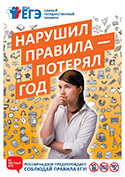 ЕГЭ
ЕДИНЫЙ
ГОСУДАРСТВЕННЫЙ
ЭКЗАМЕН
НАРУШИЛ
ПРАВИЛА —
ПОТЕРЯЛ
ГОД
РОСОБРНАДЗОР ПРЕДУПРЕЖДАЕТ:
СОБЛЮДАЙ ПРАВИЛА ЕГЭ!